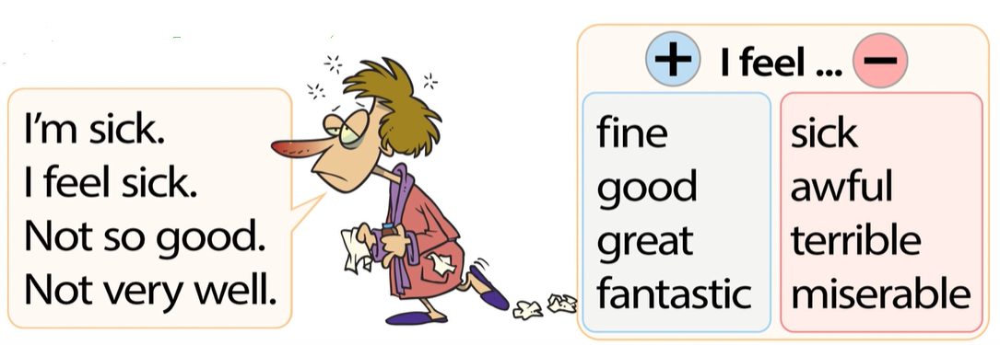 I'm sick.
I feel sick.
Not so good.
Not very well.
+ I feel ... −
fine
good
great
fantastic
sick
awful
terrible
miserable